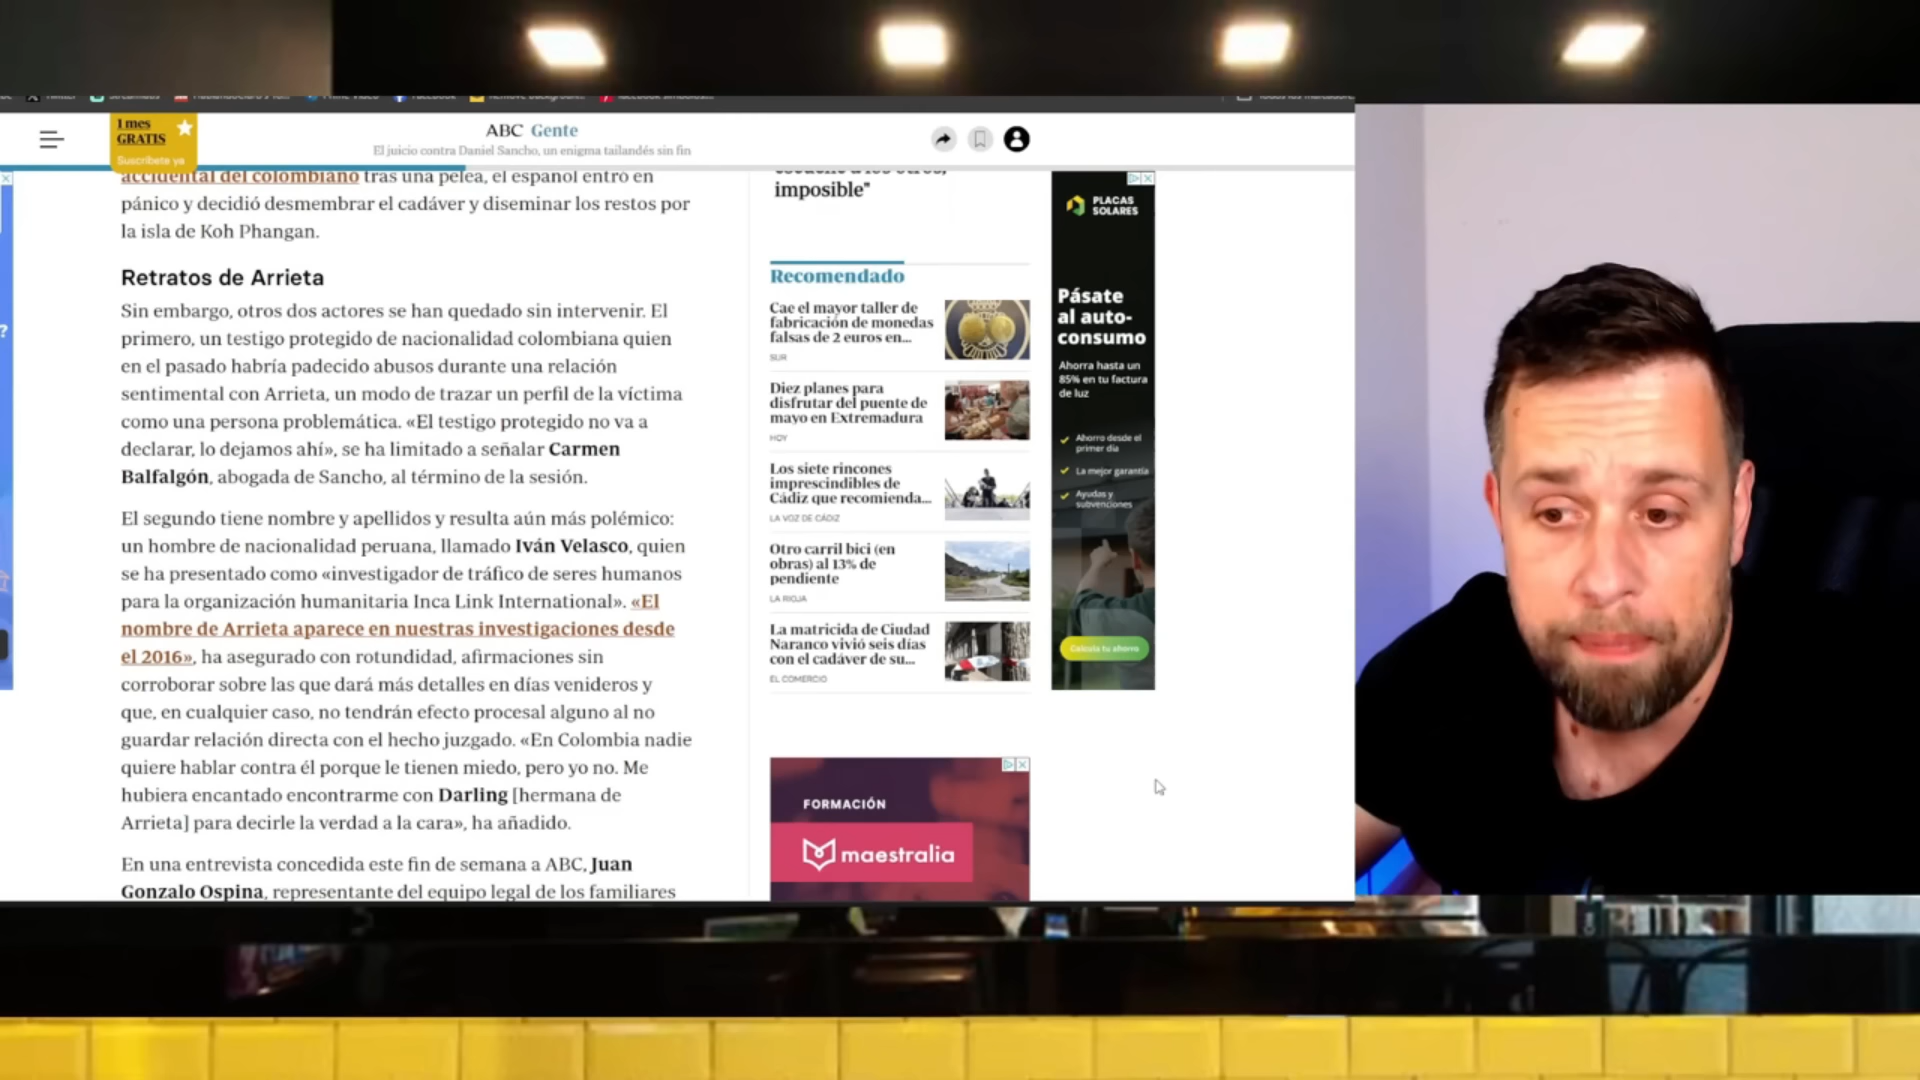 1 mes
GRATIS
Suscríbete ya
ABC Gente
El juicio contra Daniel Sancho, un enigma tailandés sin fin
accidental del colombiano tras una pelea, el español entró en
pánico y decidió desmembrar el cadáver y diseminar los restos por
la isla de Koh Phangan.
Retratos de Arrieta
Sin embargo, otros dos actores se han quedado sin intervenir. El
primero, un testigo protegido de nacionalidad colombiana quien
en el pasado habría padecido abusos durante una relación
sentimental con Arrieta, un modo de trazar un perfil de la víctima
como una persona problemática. «El testigo protegido no va a
declarar, lo dejamos ahí», se ha limitado a señalar Carmen
Balfalgón, abogada de Sancho, al término de la sesión.
El segundo tiene nombre y apellidos y resulta aún más polémico:
un hombre de nacionalidad peruana, llamado Iván Velasco, quien
se ha presentado como «investigador de tráfico de seres humanos
para la organización humanitaria Inca Link International». «El
nombre de Arrieta aparece en nuestras investigaciones desde
el 2016», ha asegurado con rotundidad, afirmaciones sin
corroborar sobre las que dará más detalles en días venideros y
que, en cualquier caso, no tendrán efecto procesal alguno al no
guardar relación directa con el hecho juzgado. «En Colombia nadie
quiere hablar contra él porque le tienen miedo, pero yo no. Me
hubiera encantado encontrarme con Darling [hermana de
Arrieta] para decirle la verdad a la cara», ha añadido.
En una entrevista concedida este fin de semana a ABC, Juan
Gonzalo Ospina, representante del equipo legal de los familiares
imposible"
Recomendado
Cae el mayor taller de
fabricación de monedas
falsas de 2 euros en...
SUR
Diez planes para
disfrutar del puente de
mayo en Extremadura
HOY
Los siete rincones
imprescindibles de
Cádiz que recomienda...
LA VOZ DE CÁDIZ
Otro carril bici (en
obras) al 13% de
pendiente
LA RIOJA
La matricida de Ciudad
Naranco vivió seis días
con el cadáver de su...
EL COMERCIO
FORMACIÓN
maestralia
PLACAS
SOLARES
Pásate
al auto-
consumo
Ahorra hasta un
85% en tu factura
de luz
Ahorro desde el
primer día
La mejor garantía
Ayudas y
subvenciones
Calcula tu ahorro